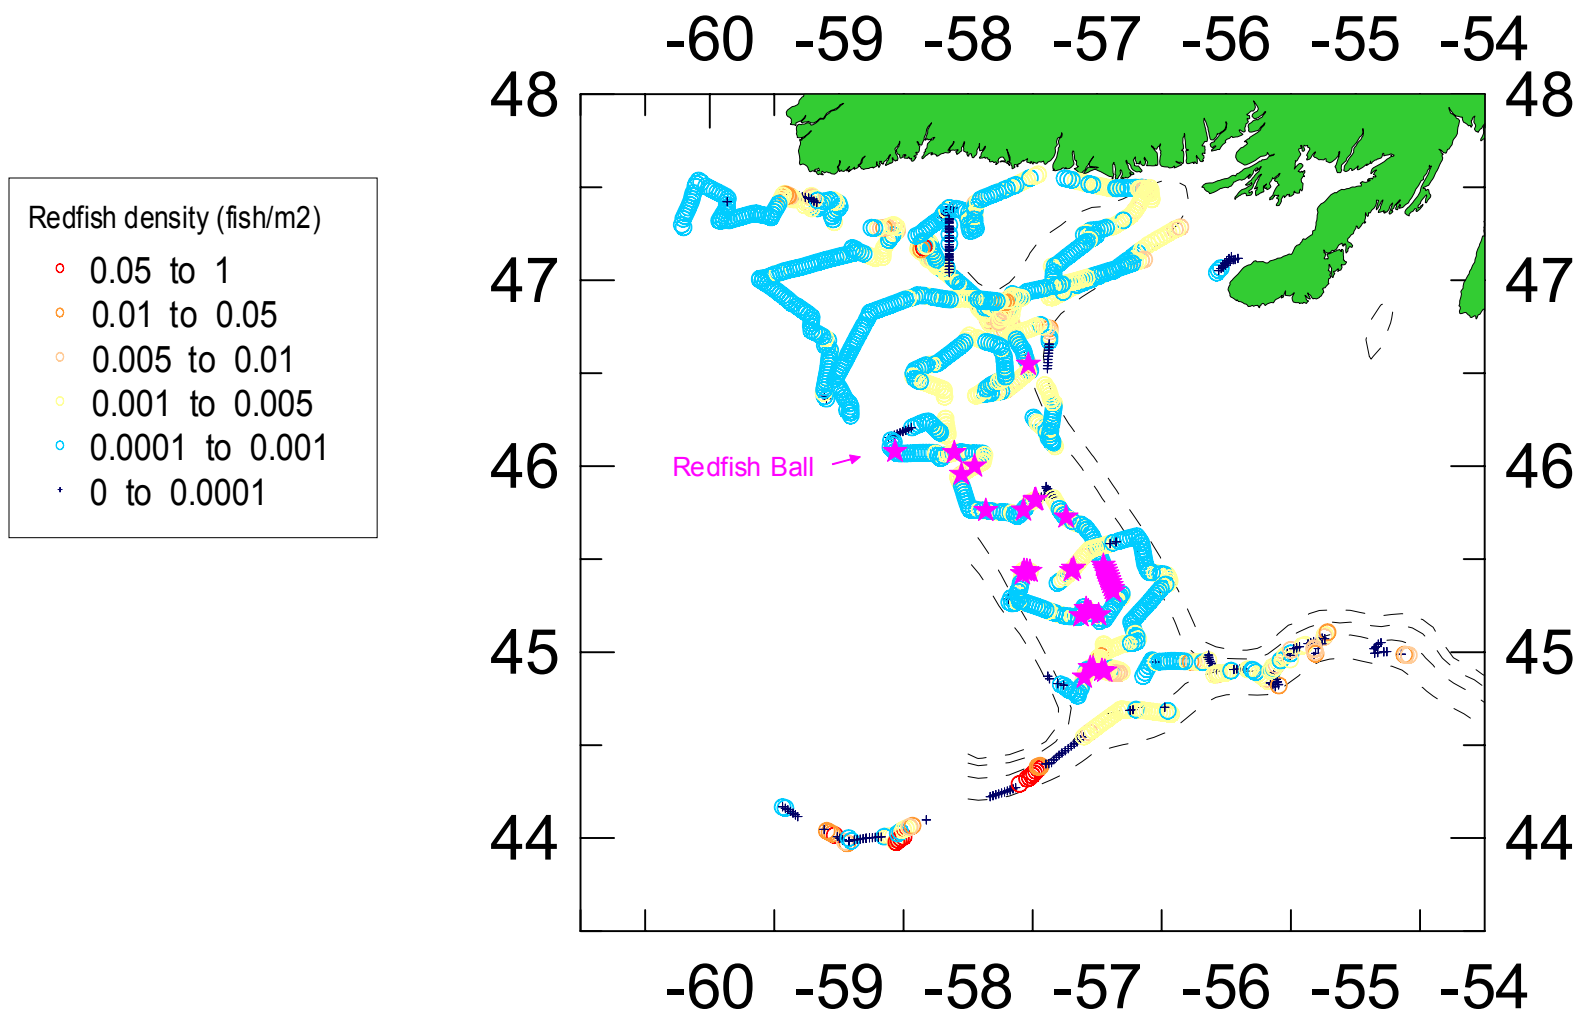 -60 -59 -58 -57 -56 -55 -54
48 48
Redfish density (fish/m2)
0.05 to 1
0.01 to 0.05
0.005 to 0.01
0.001 to 0.005
0.0001 to 0.001
0 to 0.0001
47 47
Redfish Ball
46 46
45 45
44 44
-60 -59 -58 -57 -56 -55 -54